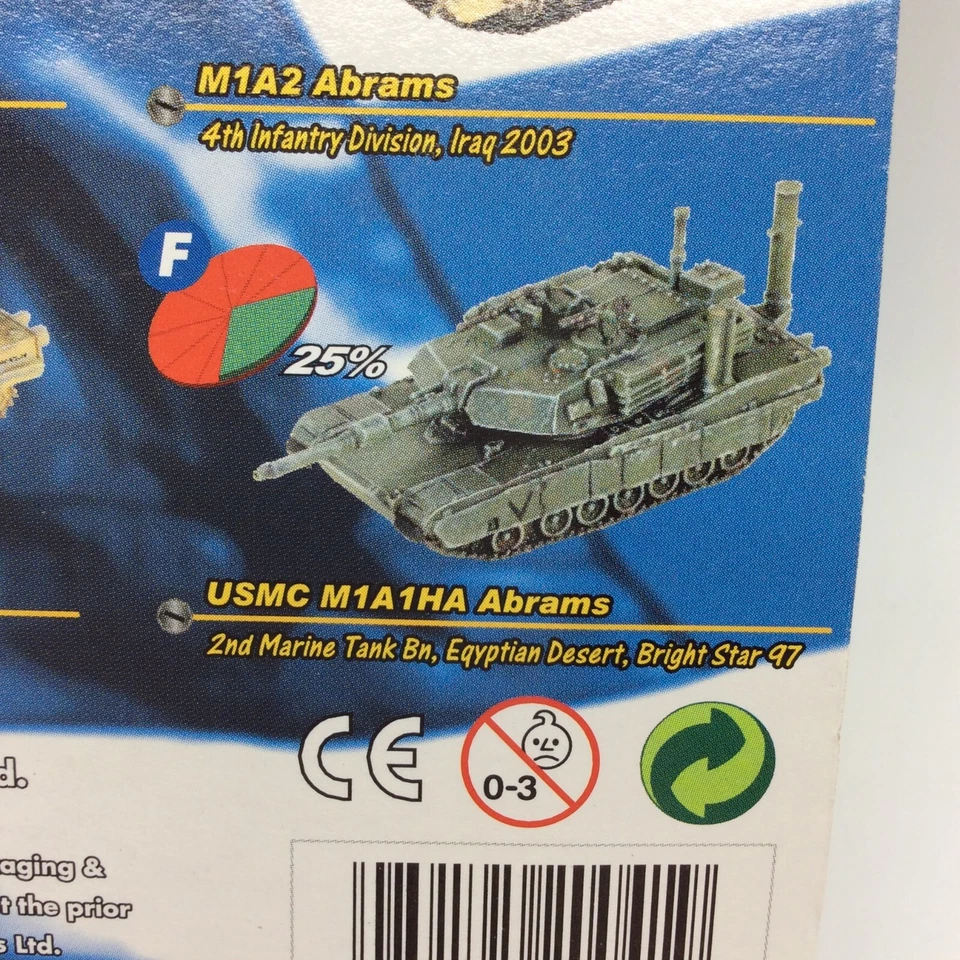 M1A2 Abrams
4th Infantry Division, Iraq 2003
F
25%
USMC M1A1HA Abrams
2nd Marine Tank Bn, Eqyptian Desert, Bright Star 97
CE
0-3
d.
aging &
t the prior
s Ltd.